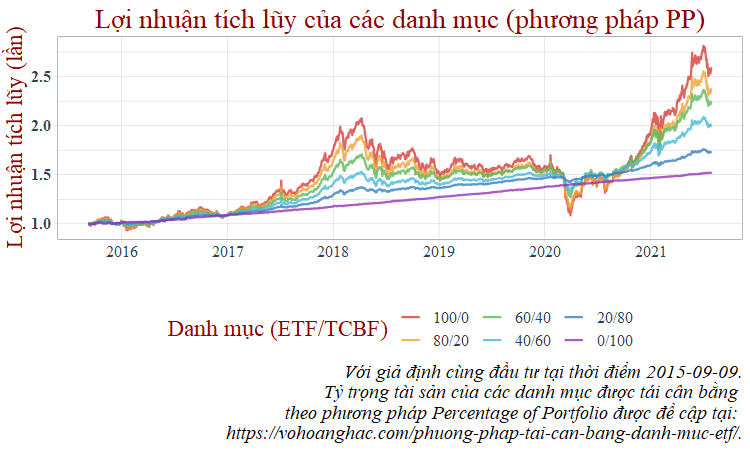 Lợi nhuận tích lũy của các danh mục (phương pháp PP)
Lợi nhuận tích lũy (lần)
2.5
2.0
1.5
1.0
2016 2017 2018 2019 2020 2021
Danh mục (ETF/TCBF)
100/0 60/40 20/80
80/20 40/60 0/100
Với giả định cùng đầu tư tại thời điểm 2015-09-09.
Tỷ trọng tài sản của các danh mục được tái cân bằng
theo phương pháp Percentage of Portfolio được đề cập tại:
https://vohoanghac.com/phuong-phap-tai-can-bang-danh-muc-etf/.